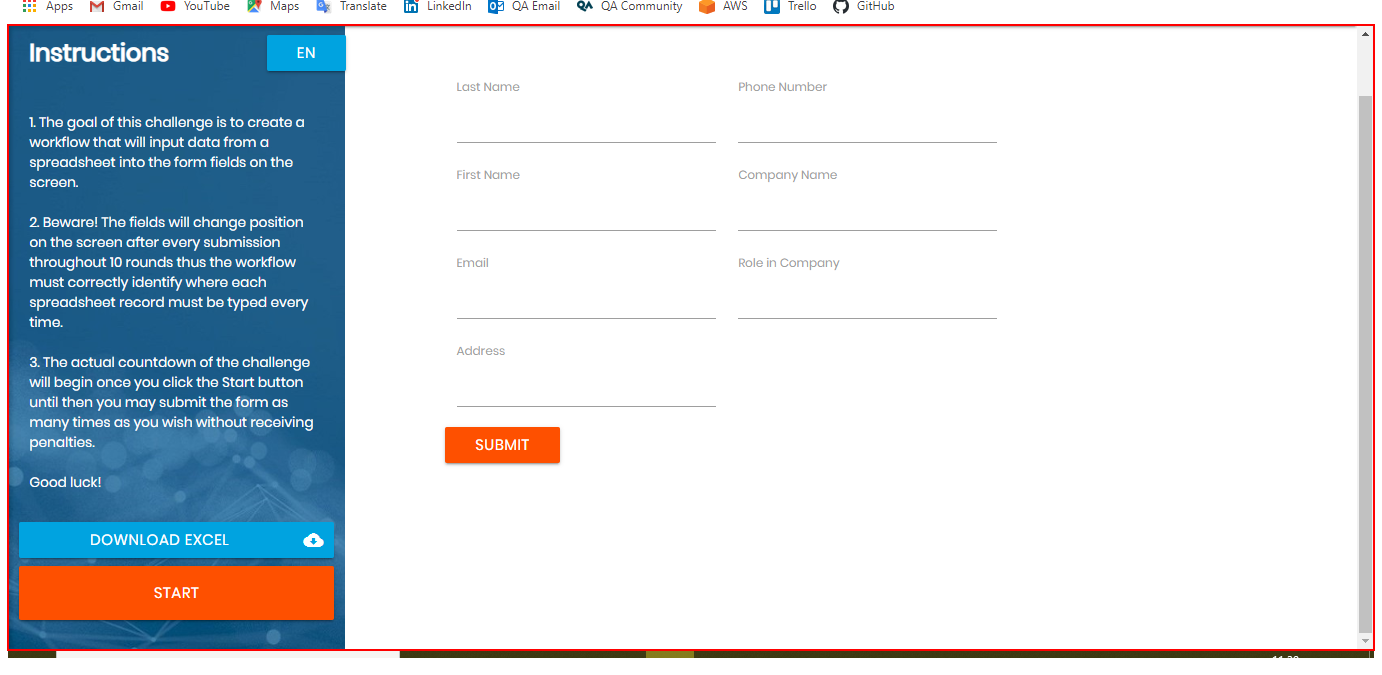 Apps Gmail YouTube Maps Translate LinkedIn QA Email QA Community AWS Trello GitHub
Instructions
EN
1. The goal of this challenge is to create a
workflow that will input data from a
spreadsheet into the form fields on the
screen.
2. Beware! The fields will change position
on the screen after every submission
throughout 10 rounds thus the workflow
must correctly identify where each
spreadsheet record must be typed every
time.
3. The actual countdown of the challenge
will begin once you click the Start button
until then you may submit the form as
many times as you wish without receiving
penalties.
Good luck!
DOWNLOAD EXCEL
START
Last Name
Phone Number
First Name
Company Name
Email
Role in Company
Address
SUBMIT